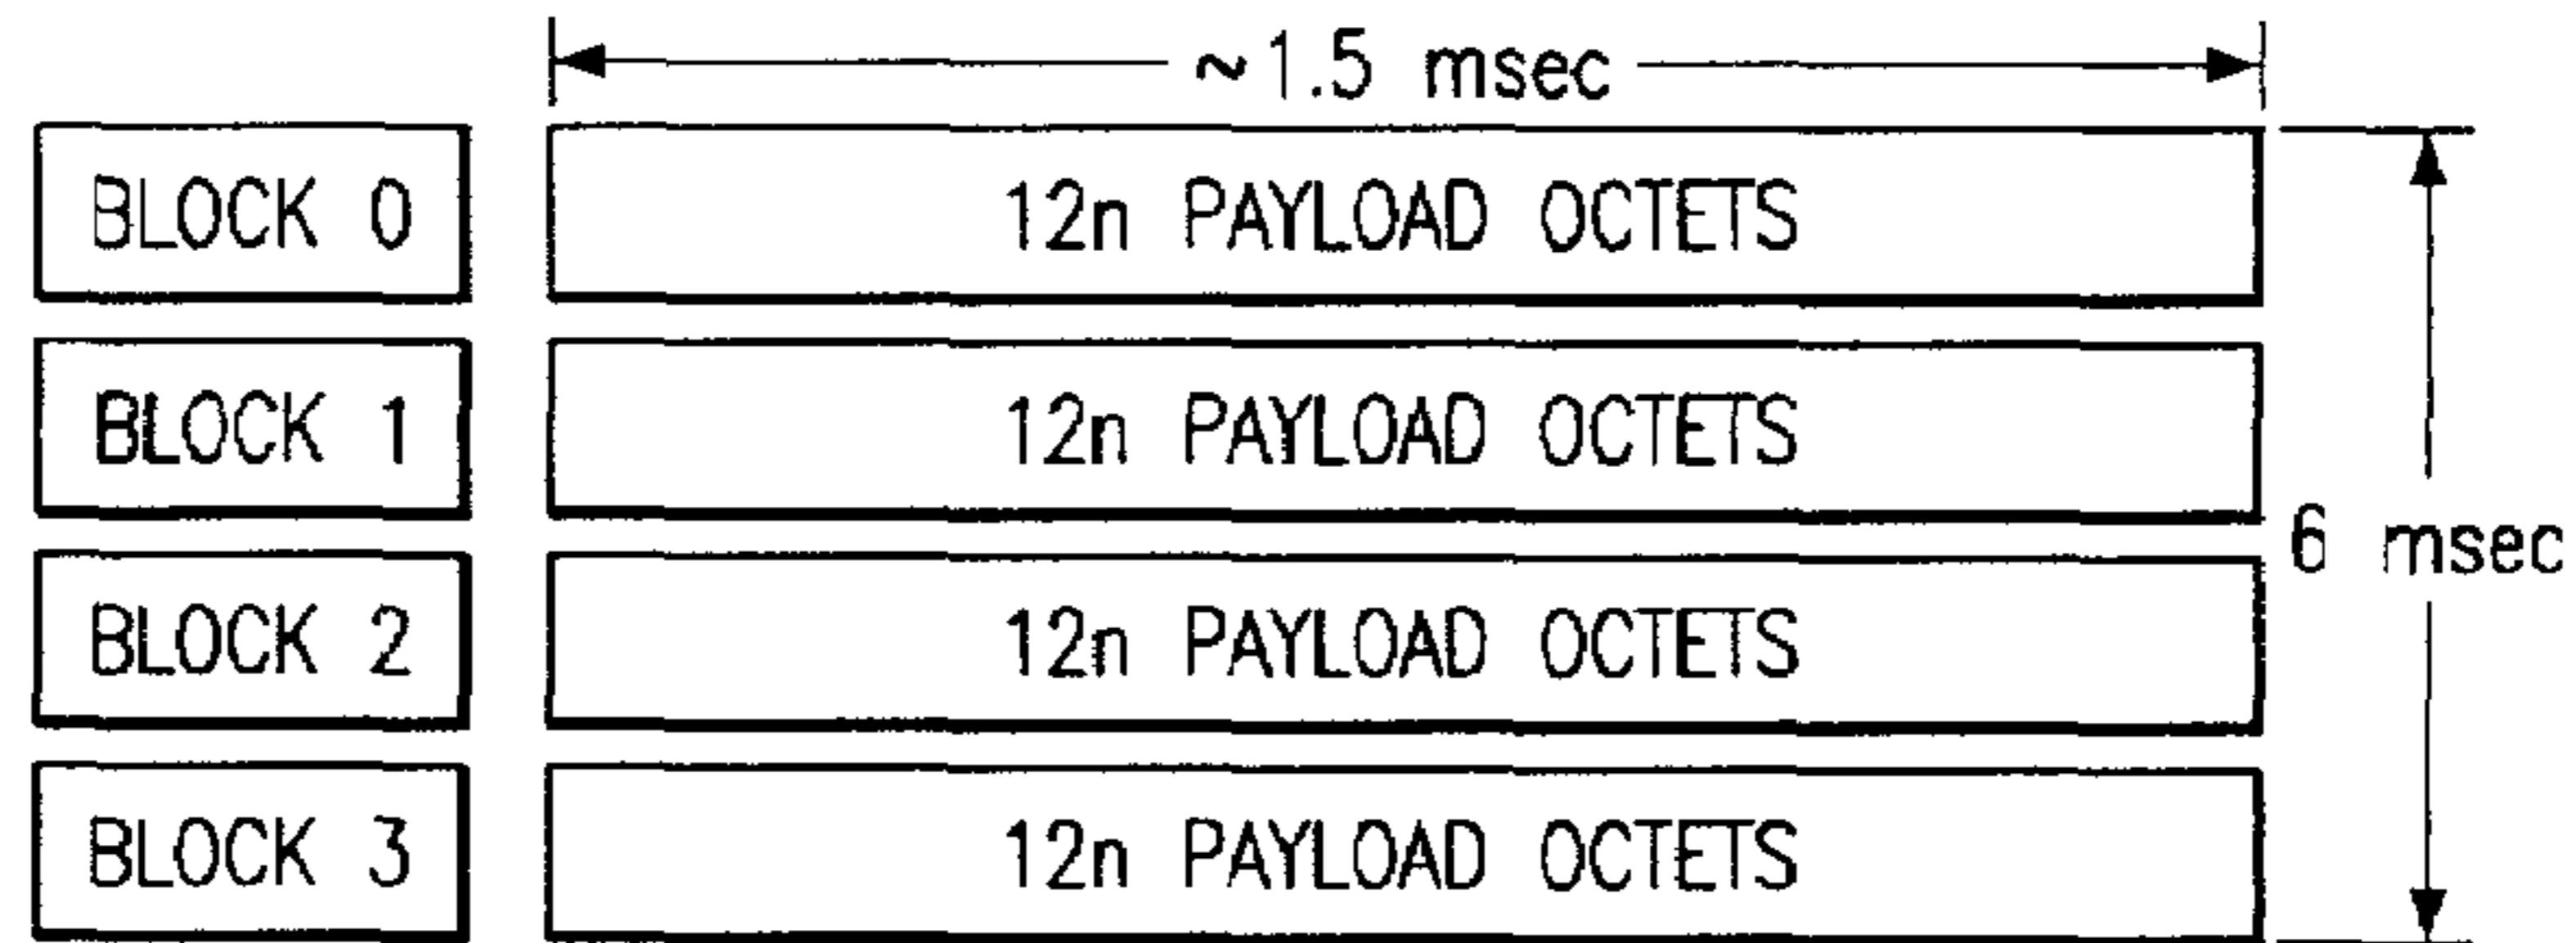 ~1.5 msec
BLOCK 0 12n PAYLOAD OCTETS
BLOCK 1 12n PAYLOAD OCTETS
6 msec
BLOCK 2 12n PAYLOAD OCTETS
BLOCK 3 12n PAYLOAD OCTETS